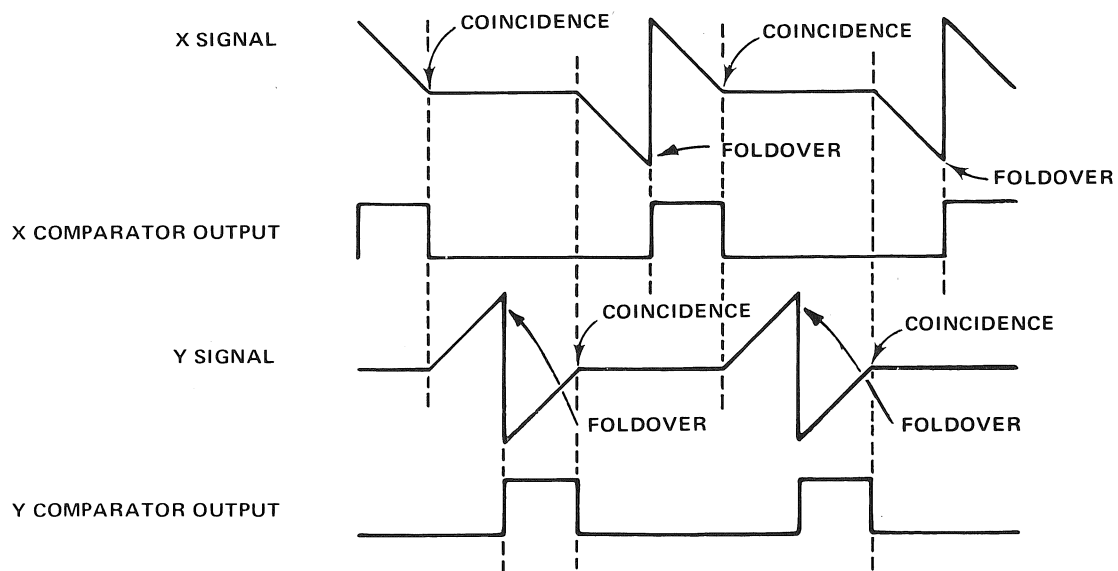 COINCIDENCE
X SIGNAL
COINCIDENCE
FOLDOVER
FOLDOVER
X COMPARATOR OUTPUT
COINCIDENCE
COINCIDENCE
Y SIGNAL
FOLDOVER
FOLDOVER
Y COMPARATOR OUTPUT